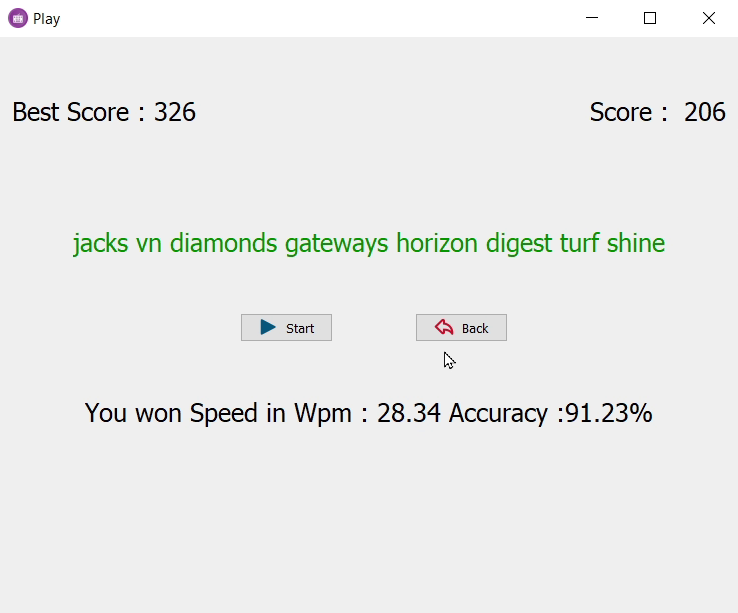 Play
Best Score : 326 Score : 206
jacks vn diamonds gateways horizon digest turf shine
Start Back
You won Speed in Wpm : 28.34 Accuracy :91.23%